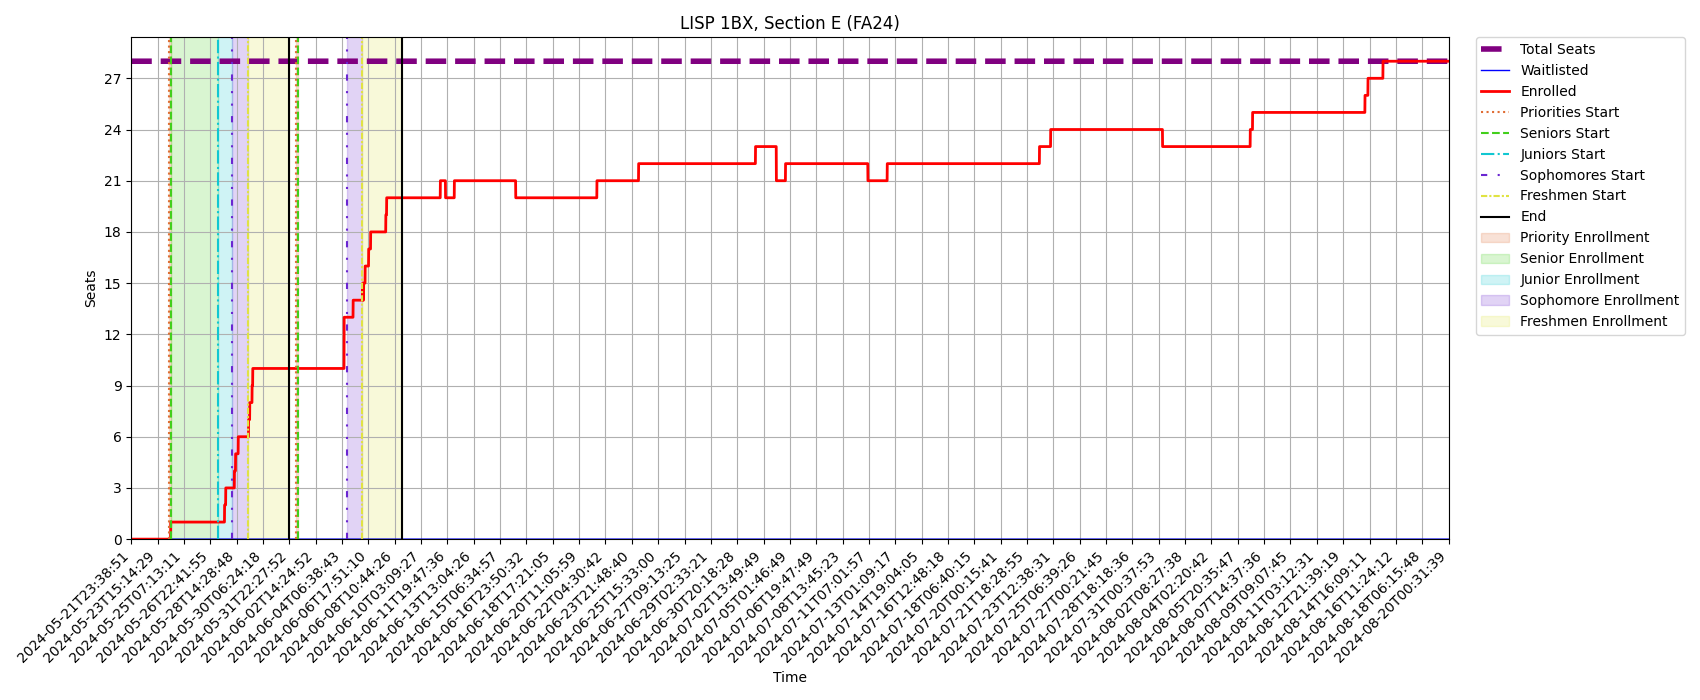 LISP 1BX, Section E (FA24)
Total Seats
Waitlisted
Enrolled
Priorities Start
Seniors Start
Juniors Start
Sophomores Start
Freshmen Start
End
Priority Enrollment
Senior Enrollment
Junior Enrollment
Sophomore Enrollment
Freshmen Enrollment
Seats
27
24
21
18
15
12
9
6
3
0
2024-05-21T23:38:51
2024-05-23T15:14:29
2024-05-25T07:13:11
2024-05-26T22:41:55
2024-05-28T14:28:48
2024-05-30T06:24:18
2024-05-31T22:27:52
2024-06-02T14:24:52
2024-06-04T06:38:43
2024-06-06T17:51:10
2024-06-08T10:44:26
2024-06-10T03:09:27
2024-06-11T19:47:36
2024-06-13T13:04:26
2024-06-15T06:34:57
2024-06-16T23:50:32
2024-06-18T17:21:05
2024-06-20T11:05:59
2024-06-22T04:30:42
2024-06-23T21:48:40
2024-06-25T15:33:00
2024-06-27T09:13:25
2024-06-29T02:33:21
2024-06-30T20:18:28
2024-07-02T13:49:49
2024-07-05T01:46:49
2024-07-06T19:47:49
2024-07-08T13:45:23
2024-07-11T07:01:57
2024-07-13T01:09:17
2024-07-14T19:04:05
2024-07-16T12:48:19
2024-07-18T06:40:15
2024-07-20T00:15:41
2024-07-21T18:28:55
2024-07-23T12:38:31
2024-07-25T06:39:26
2024-07-27T00:21:45
2024-07-28T18:18:36
2024-07-31T00:37:53
2024-08-02T08:27:38
2024-08-04T02:20:42
2024-08-05T20:35:47
2024-08-07T14:37:36
2024-08-09T09:07:45
2024-08-11T03:12:31
2024-08-12T21:39:19
2024-08-14T16:09:11
2024-08-16T11:24:12
2024-08-18T06:15:48
2024-08-20T00:31:39
Time